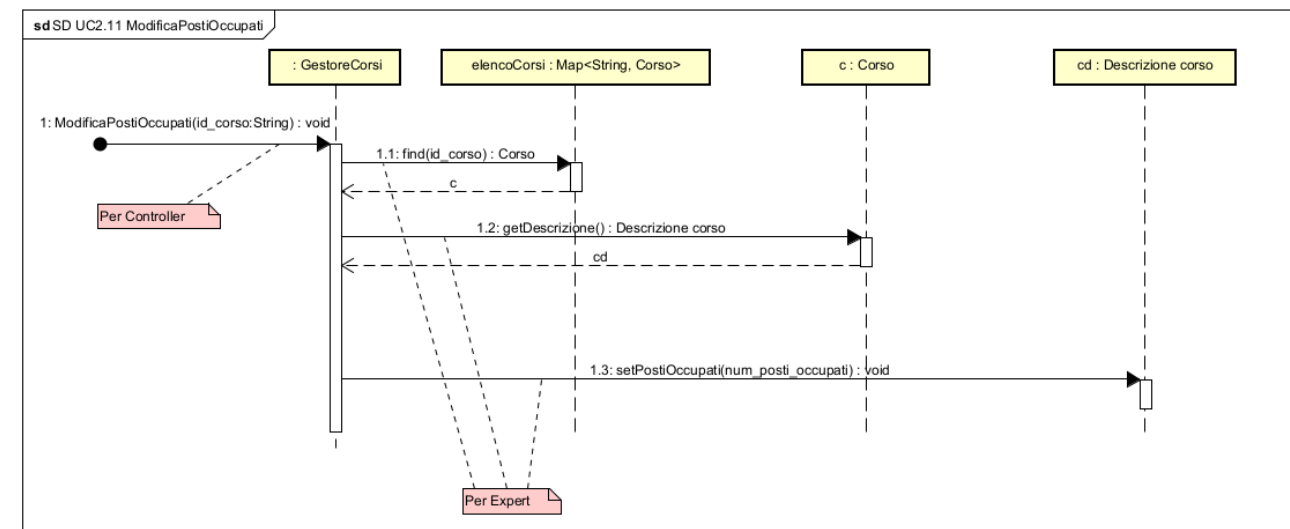 sd SD UC2.11 ModificaPostiOccupati
: GestoreCorsi
elencoCorsi : Map<String, Corso>
c : Corso
cd : Descrizione corso
1: ModificaPostiOccupati(id_corso:String) : void
1.1: find(id_corso) : Corso
c
Per Controller
1.2: getDescrizione() : Descrizione corso
cd
1.3: setPostiOccupati(num_posti_occupati) : void
Per Expert